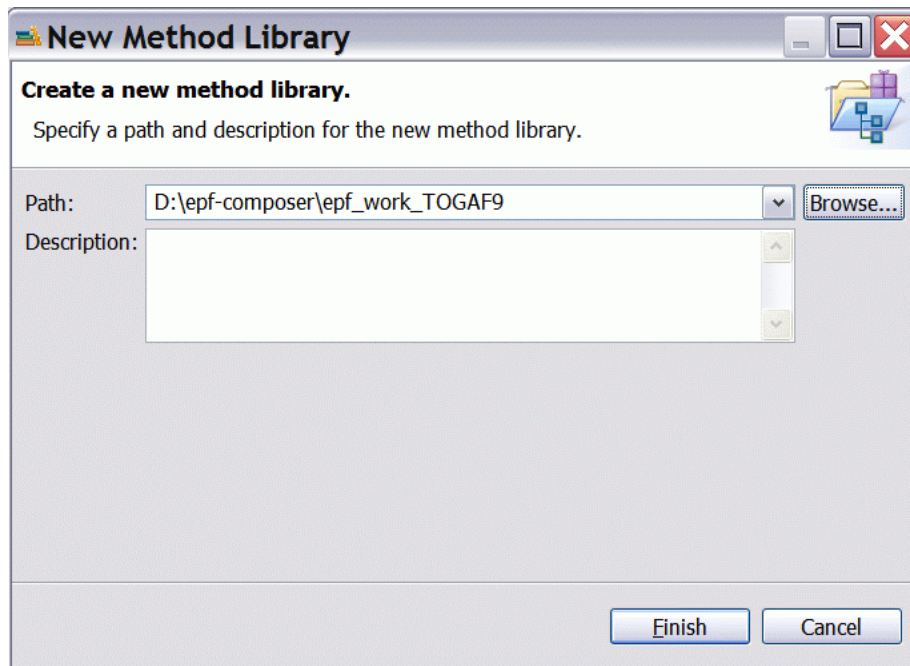 New Method Library
Create a new method library.
Specify a path and description for the new method library.
Path: D:\epf-composer\epf_work_TOGAF9 Browse...
Description:
Finish Cancel